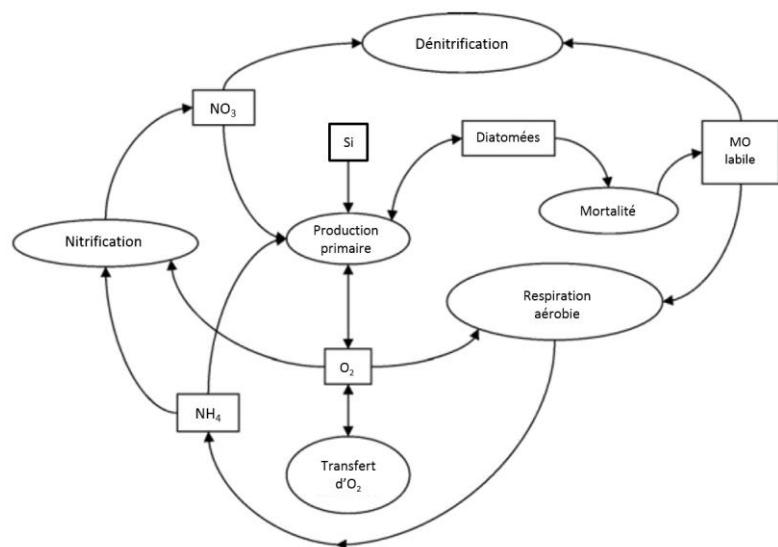 Dénitrification
NO₃
Si
Diatomées
MO
labile
Mortalité
Nitrification
Production
primaire
Respiration
aérobie
O₂
NH₄
Transfert
d'O₂